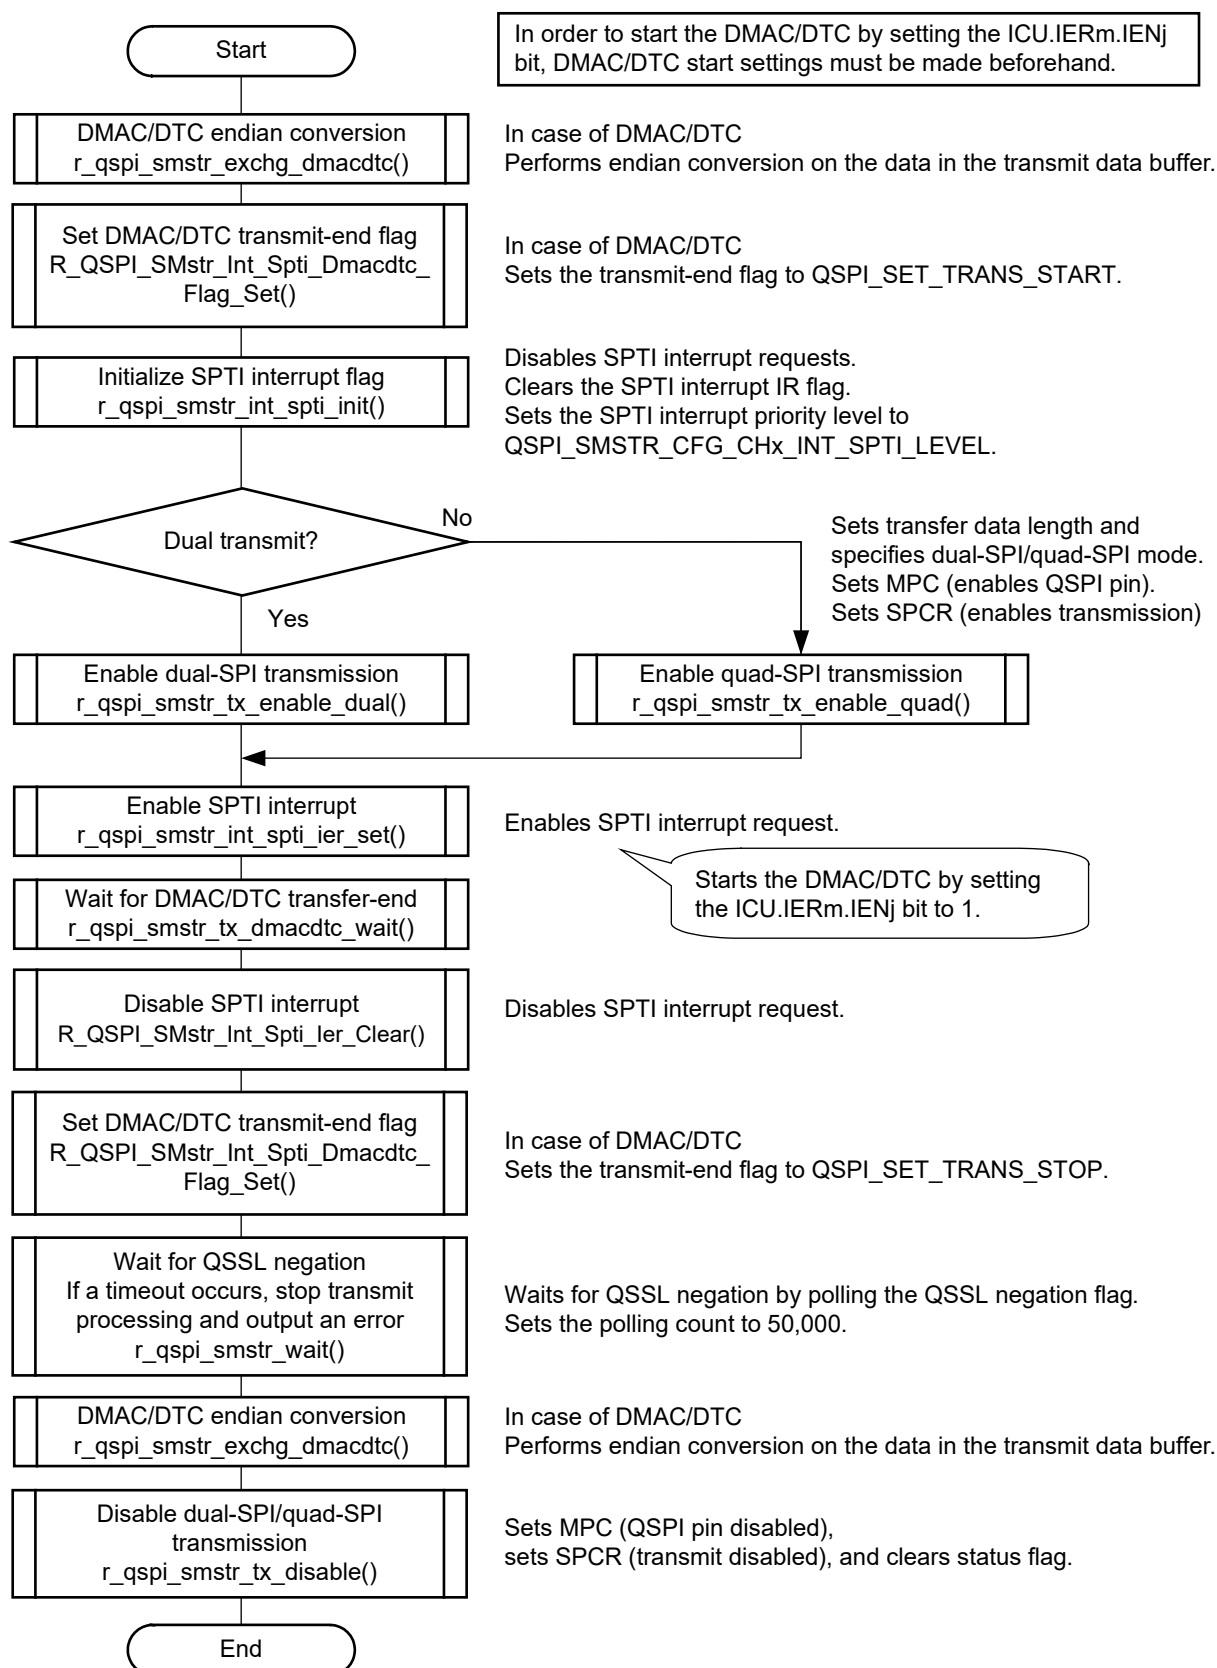 Start
In order to start the DMAC/DTC by setting the ICU.IERm.IENj
bit, DMAC/DTC start settings must be made beforehand.
DMAC/DTC endian conversion
r_qspi_smstr_exchg_dmacdtc()
In case of DMAC/DTC
Performs endian conversion on the data in the transmit data buffer.
Set DMAC/DTC transmit-end flag
R_QSPI_SMstr_Int_Spti_Dmacdtc_
Flag_Set()
In case of DMAC/DTC
Sets the transmit-end flag to QSPI_SET_TRANS_START.
Initialize SPTI interrupt flag
r_qspi_smstr_int_spti_init()
Disables SPTI interrupt requests.
Clears the SPTI interrupt IR flag.
Sets the SPTI interrupt priority level to
QSPI_SMSTR_CFG_CHx_INT_SPTI_LEVEL.
Dual transmit?
No
Yes
Sets transfer data length and
specifies dual-SPI/quad-SPI mode.
Sets MPC (enables QSPI pin).
Sets SPCR (enables transmission)
Enable dual-SPI transmission
r_qspi_smstr_tx_enable_dual()
Enable quad-SPI transmission
r_qspi_smstr_tx_enable_quad()
Enable SPTI interrupt
r_qspi_smstr_int_spti_ier_set()
Enables SPTI interrupt request.
Starts the DMAC/DTC by setting
the ICU.IERm.IENj bit to 1.
Wait for DMAC/DTC transfer-end
r_qspi_smstr_tx_dmacdtc_wait()
Disable SPTI interrupt
R_QSPI_SMstr_Int_Spti_Ier_Clear()
Disables SPTI interrupt request.
Set DMAC/DTC transmit-end flag
R_QSPI_SMstr_Int_Spti_Dmacdtc_
Flag_Set()
In case of DMAC/DTC
Sets the transmit-end flag to QSPI_SET_TRANS_STOP.
Wait for QSSL negation
If a timeout occurs, stop transmit
processing and output an error
r_qspi_smstr_wait()
Waits for QSSL negation by polling the QSSL negation flag.
Sets the polling count to 50,000.
DMAC/DTC endian conversion
r_qspi_smstr_exchg_dmacdtc()
In case of DMAC/DTC
Performs endian conversion on the data in the transmit data buffer.
Disable dual-SPI/quad-SPI
transmission
r_qspi_smstr_tx_disable()
Sets MPC (QSPI pin disabled),
sets SPCR (transmit disabled), and clears status flag.
End